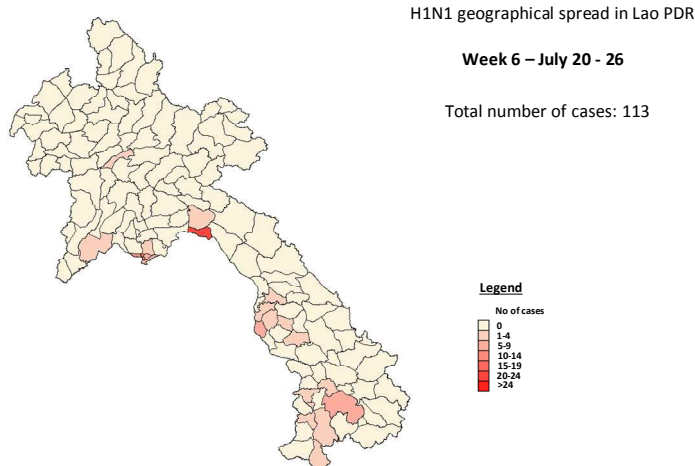 H1N1 geographical spread in Lao PDR
Week 6 – July 20 - 26
Total number of cases: 113
Legend
No of cases
0
1-4
5-9
10-14
15-19
20-24
>24